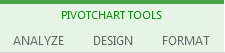 PIVOTCHART TOOLS
ANALYZE DESIGN FORMAT